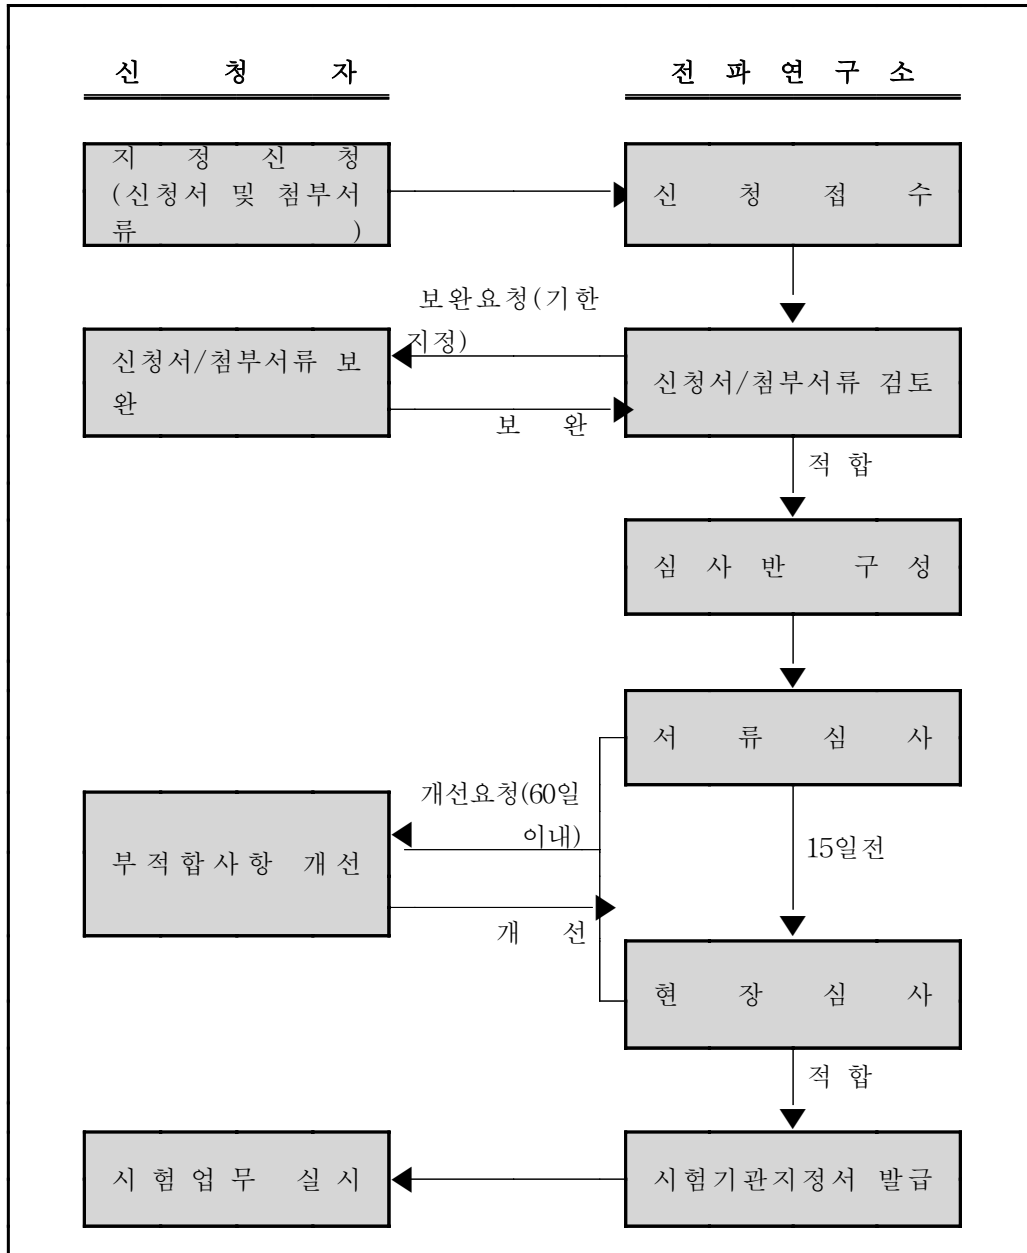 신 청 자
전 파 연 구 소
지 정 신 청
(신청서 및 첨부서
류 )
신 청 접 수
보완요청(기한
지정)
신청서/첨부서류 보
완
신청서/첨부서류 검토
보 완
적 합
심 사 반 구 성
서 류 심 사
개선요청(60일
이내)
부적합사항 개선
15일전
개 선
현 장 심 사
적 합
시험업무 실시
시험기관지정서 발급